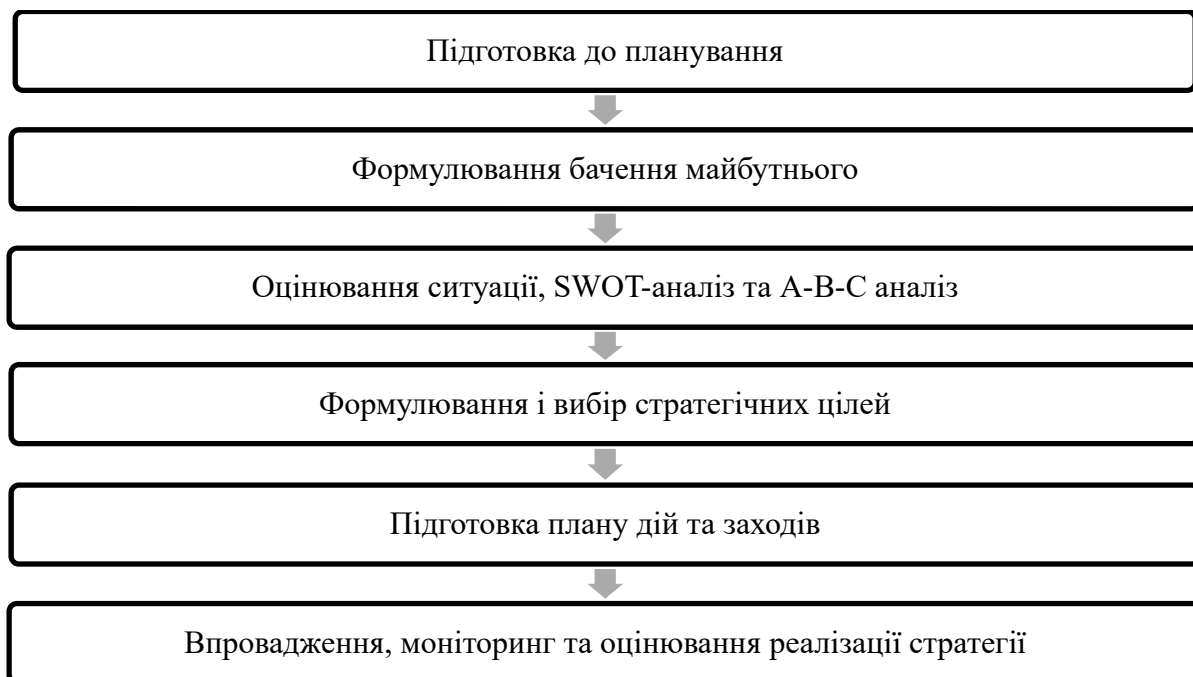 Підготовка до планування
Формулювання бачення майбутнього
Оцінювання ситуації, SWOT-аналіз та А-В-С аналіз
Формулювання і вибір стратегічних цілей
Підготовка плану дій та заходів
Впровадження, моніторинг та оцінювання реалізації стратегії